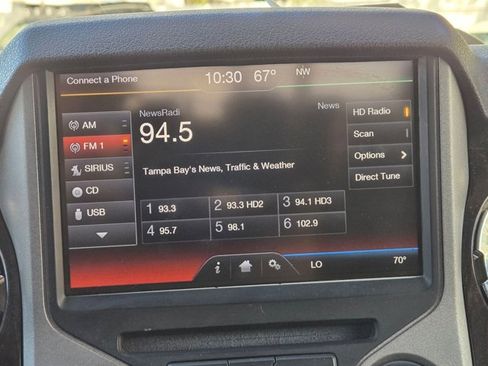 Connect a Phone 10:30 67° NW
AM
FM 1
SIRIUS
CD
USB
NewsRadi News
94.5
Tampa Bay's News, Traffic & Weather
1 93.3 2 93.3 HD2 3 94.1 HD3
4 95.7 5 98.1 6 102.9
HD Radio
Scan
Options
Direct Tune
i LO 70°